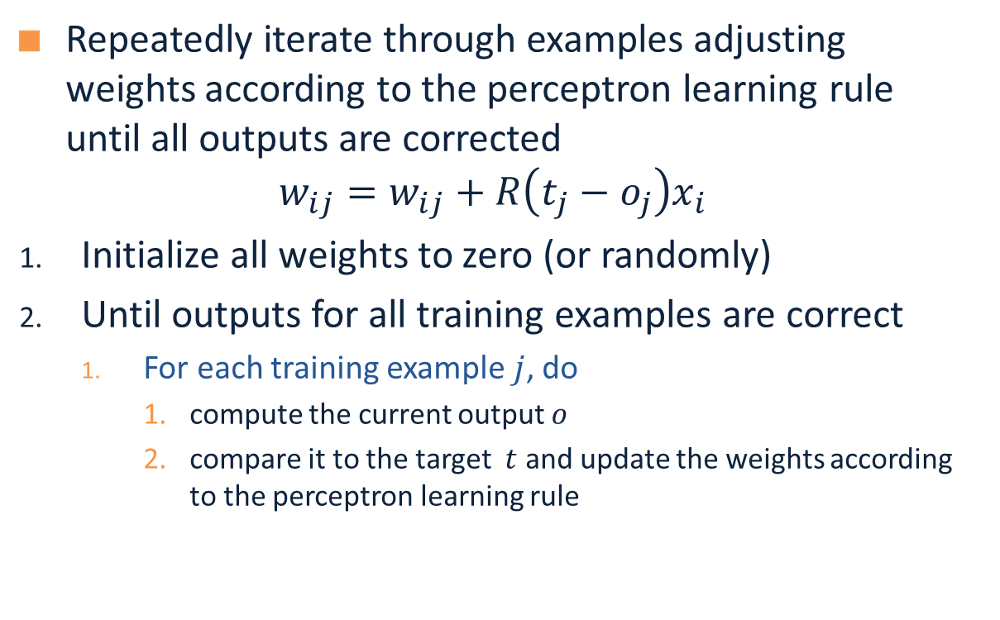 ■ Repeatedly iterate through examples adjusting
weights according to the perceptron learning rule
until all outputs are corrected
w_{ij} = w_{ij} + R(t_j − o_j)x_i
1. Initialize all weights to zero (or randomly)
2. Until outputs for all training examples are correct
1. For each training example j, do
1. compute the current output o
2. compare it to the target t and update the weights according
to the perceptron learning rule